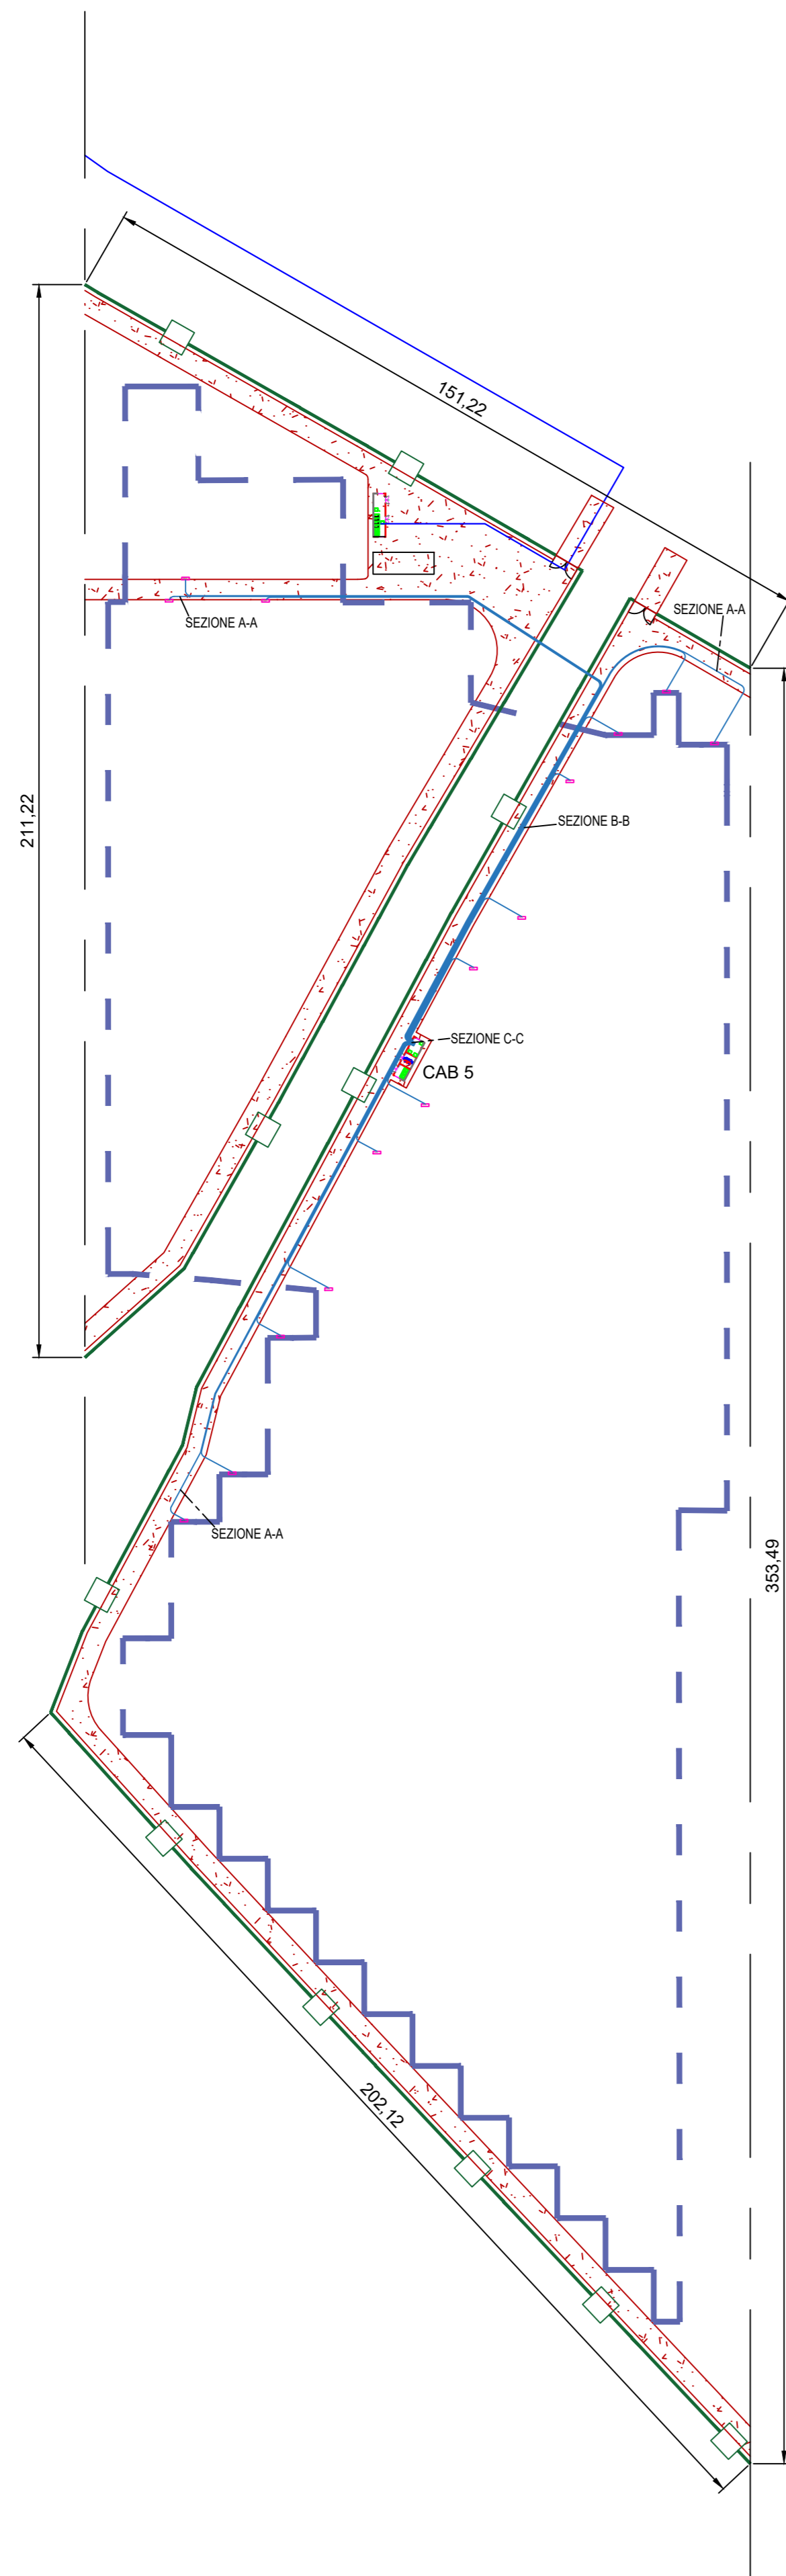 151,22
SEZIONE A-A
SEZIONE A-A
211,22
SEZIONE B-B
SEZIONE C-C
CAB 5
353,49
SEZIONE A-A
202,12